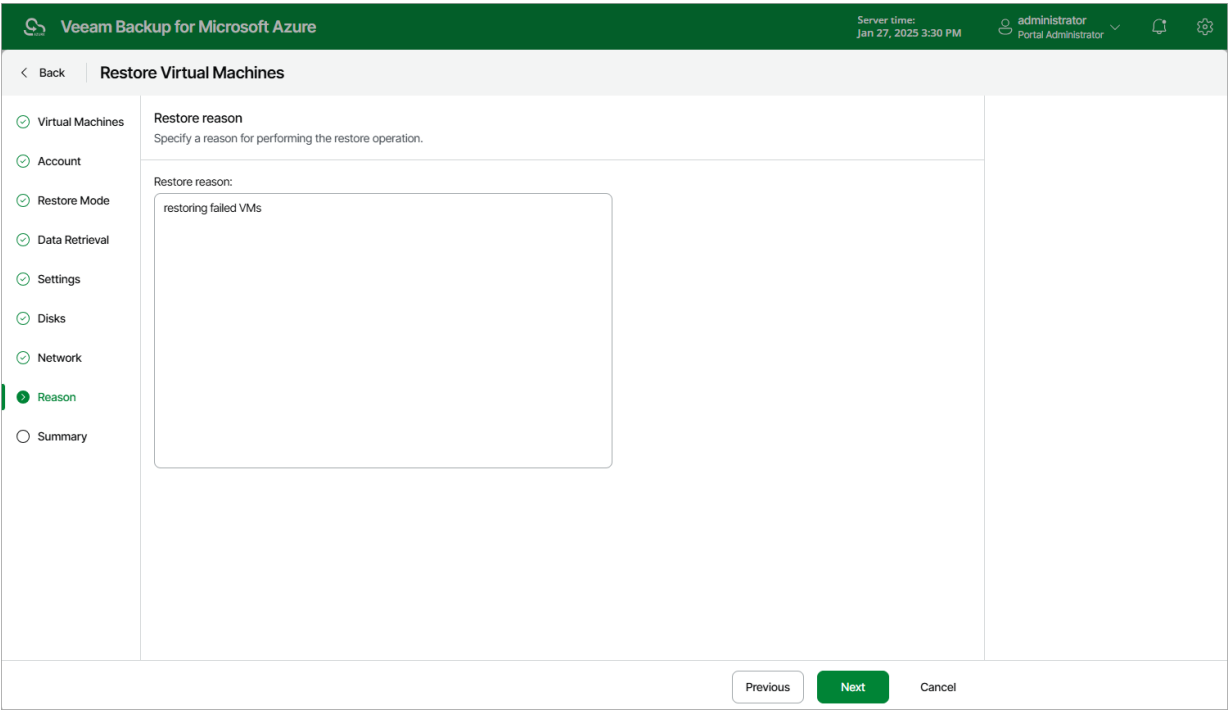 Veeam Backup for Microsoft Azure
Server time:
Jan 27, 2025 3:30 PM
administrator
Portal Administrator
Back
Restore Virtual Machines
Virtual Machines
Account
Restore Mode
Data Retrieval
Settings
Disks
Network
Reason
Summary
Restore reason
Specify a reason for performing the restore operation.
Restore reason:
restoring failed VMs
Previous
Next
Cancel